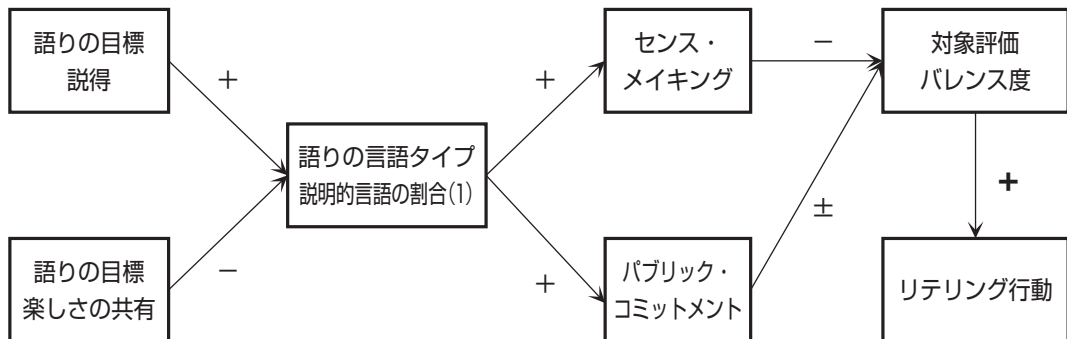 語りの目標
説得
+
語りの目標
楽しさの共有
−
語りの言語タイプ
説明的言語の割合(1)
+
+
センス・
メイキング
−
パブリック・
コミットメント
±
対象評価
バレンス度
+
リテリング行動